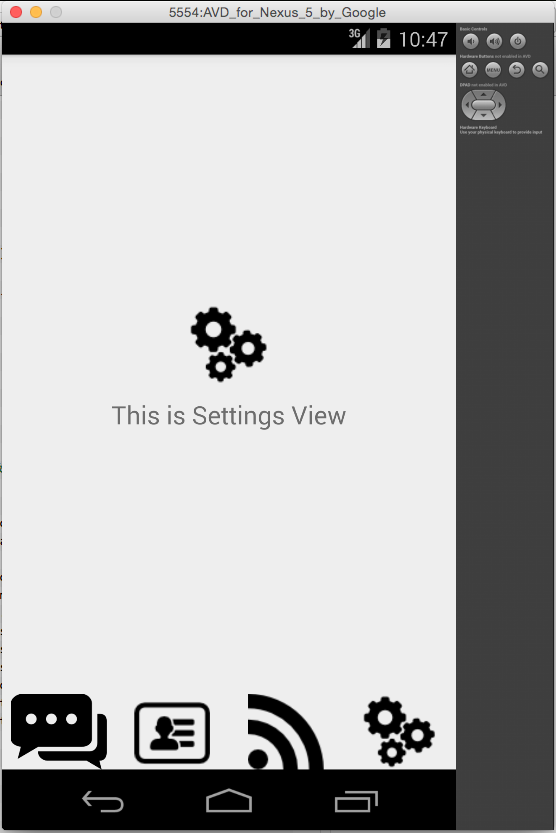 5554:AVD_for_Nexus_5_by_Google
3G
10:47
Basic Controls
Hardware Buttons not enabled in AVD
MENU
DPAD not enabled in AVD
Hardware Keyboard
Use your physical keyboard to provide input
This is Settings View